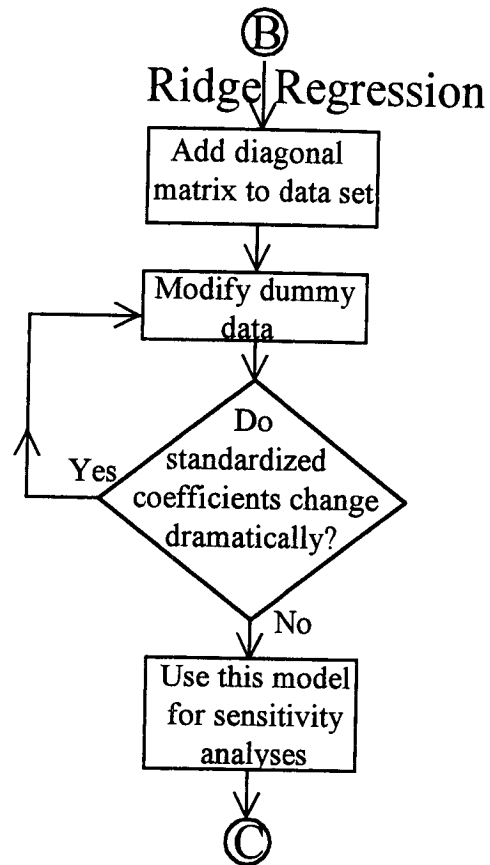 B
Ridge Regression
Add diagonal
matrix to data set
Modify dummy
data
Do
standardized
coefficients change
dramatically?
Yes
No
Use this model
for sensitivity
analyses
C